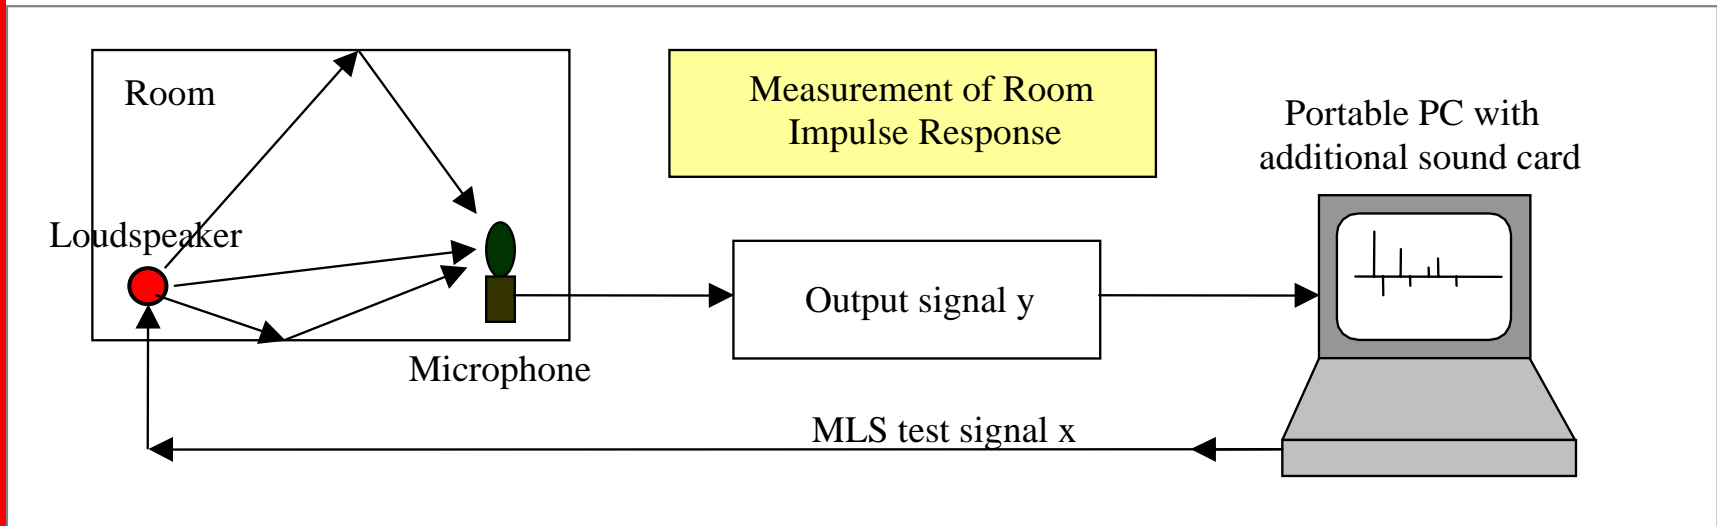 Room
Measurement of Room
Impulse Response
Portable PC with
additional sound card
Loudspeaker
Output signal y
Microphone
MLS test signal x